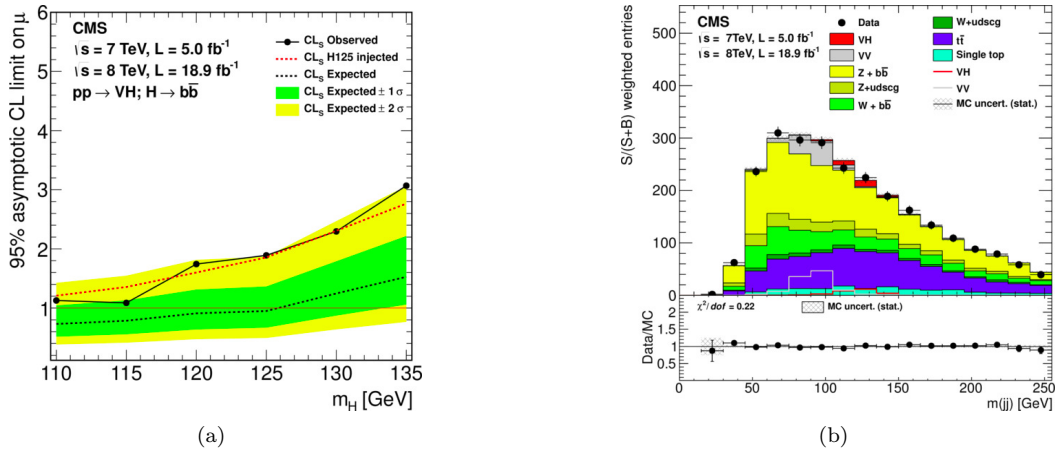 CMS
√s = 7 TeV, L = 5.0 fb-1
√s = 8 TeV, L = 18.9 fb-1
pp → VH; H → bb̅
CLS Observed
CLS H125 injected
CLS Expected
CLS Expected ± 1 σ
CLS Expected ± 2 σ
95% asymptotic CL limit on μ
6
5
4
3
2
1
0
110 115 120 125 130 135
mH [GeV]
(a)
CMS
√s = 7TeV, L = 5.0 fb-1
√s = 8TeV, L = 18.9 fb-1
Data
VH
VV
Z + bb̅
Z+udscg
W + bb̅
W+udscg
tt̅
Single top
VH
VV
MC uncert. (stat.)
S/(S+B) weighted entries
500
400
300
200
100
0
χ2/ dof = 0.22
MC uncert. (stat.)
Data/MC
2
1.5
1
0.5
0 50 100 150 200 250
m(jj) [GeV]
(b)